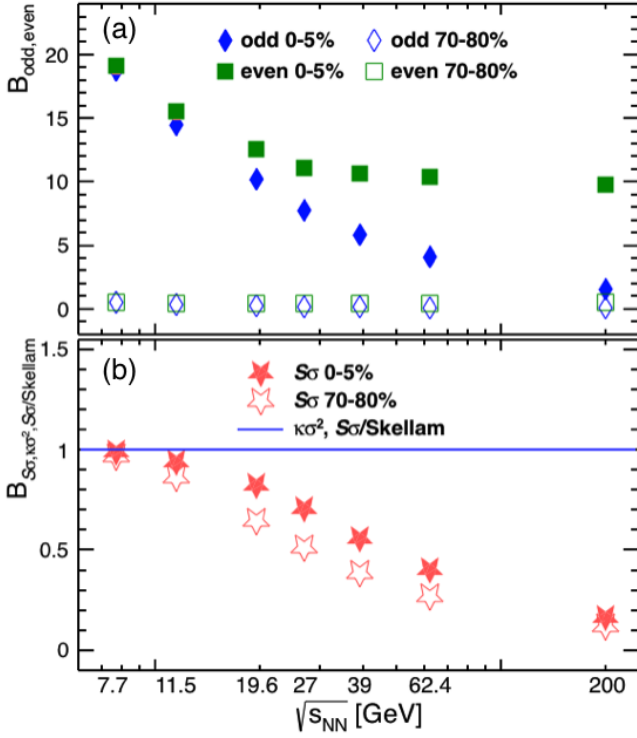 (a)
odd 0-5% odd 70-80%
even 0-5% even 70-80%
B_odd,even
20
15
10
5
0
(b)
Sσ 0-5%
Sσ 70-80%
κσ², Sσ/Skellam
B_Sσ,κσ²,Sσ/Skellam
1.5
1
0.5
0
7.7 11.5 19.6 27 39 62.4 200
√s_NN [GeV]